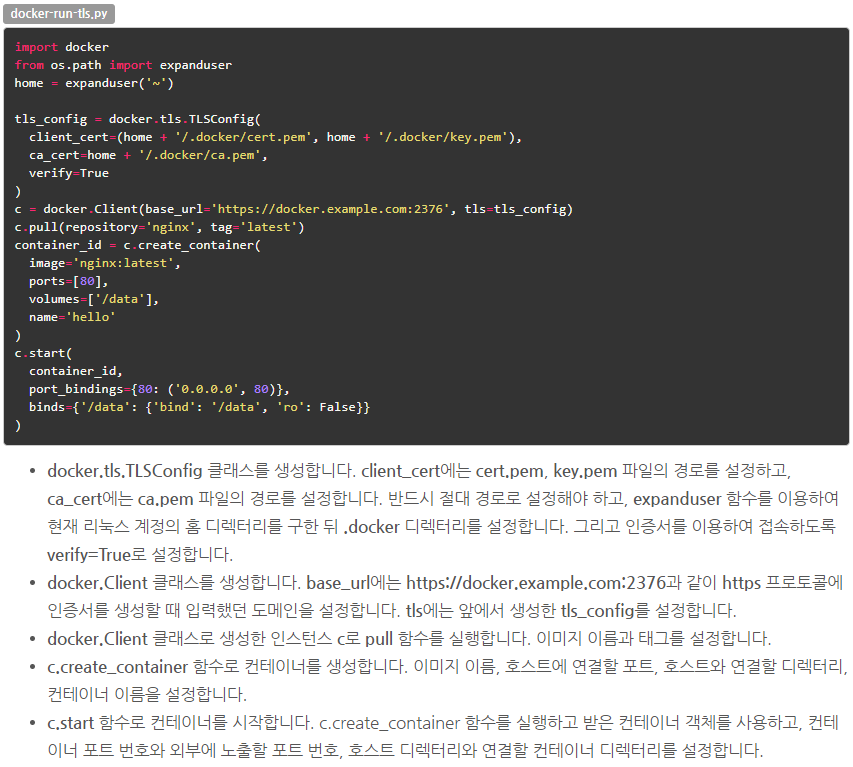 docker-run-tls.py
import docker
from os.path import expanduser
home = expanduser('~')
tls_config = docker.tls.TLSConfig(
  client_cert=(home + '/.docker/cert.pem', home + '/.docker/key.pem'),
  ca_cert=home + '/.docker/ca.pem',
  verify=True
)
c = docker.Client(base_url='https://docker.example.com:2376', tls=tls_config)
c.pull(repository='nginx', tag='latest')
container_id = c.create_container(
  image='nginx:latest',
  ports=[80],
  volumes=['/data'],
  name='hello'
)
c.start(
  container_id,
  port_bindings={80: ('0.0.0.0', 80)},
  binds={'/data': {'bind': '/data', 'ro': False}}
)
• docker.tls.TLSConfig 클래스를 생성합니다. client_cert에는 cert.pem, key.pem 파일의 경로를 설정하고,
ca_cert에는 ca.pem 파일의 경로를 설정합니다. 반드시 절대 경로로 설정해야 하고, expanduser 함수를 이용하여
현재 리눅스 계정의 홈 디렉터리를 구한 뒤 .docker 디렉터리를 설정합니다. 그리고 인증서를 이용하여 접속하도록
verify=True로 설정합니다.
• docker.Client 클래스를 생성합니다. base_url에는 https://docker.example.com:2376과 같이 https 프로토콜에
인증서를 생성할 때 입력했던 도메인을 설정합니다. tls에는 앞에서 생성한 tls_config를 설정합니다.
• docker.Client 클래스로 생성한 인스턴스 c로 pull 함수를 실행합니다. 이미지 이름과 태그를 설정합니다.
• c.create_container 함수로 컨테이너를 생성합니다. 이미지 이름, 호스트에 연결할 포트, 호스트와 연결할 디렉터리,
컨테이너 이름을 설정합니다.
• c.start 함수로 컨테이너를 시작합니다. c.create_container 함수를 실행하고 받은 컨테이너 객체를 사용하고, 컨테
이너 포트 번호와 외부에 노출할 포트 번호, 호스트 디렉터리와 연결할 컨테이너 디렉터리를 설정합니다.